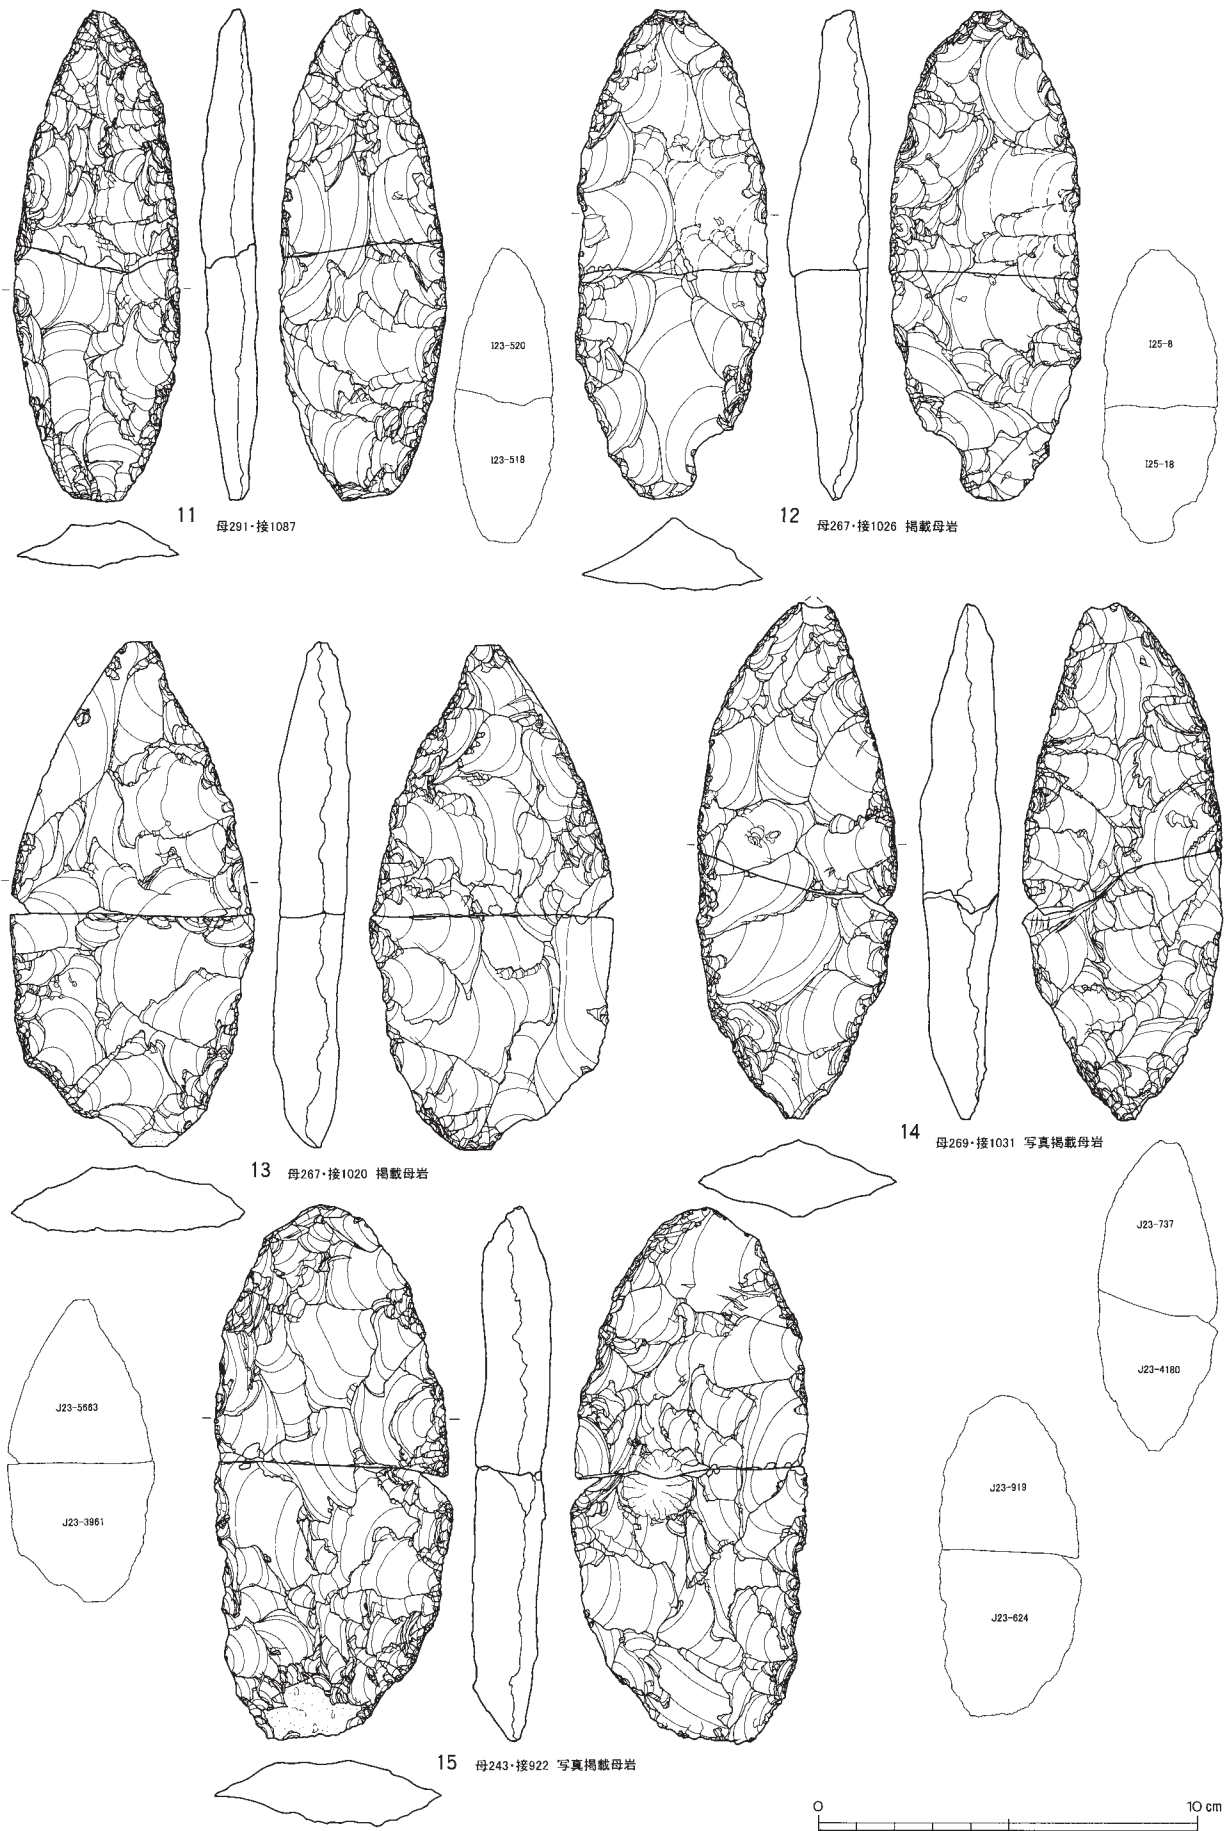 I23-520
I23-518
11 母291・接1087
I25-8
I25-18
12 母267・接1026 掲載母岩
13 母267・接1020 掲載母岩
14 母269・接1031 写真掲載母岩
J23-737
J23-4180
J23-5663
J23-3961
J23-919
J23-624
15 母243・接922 写真掲載母岩
0 10 cm